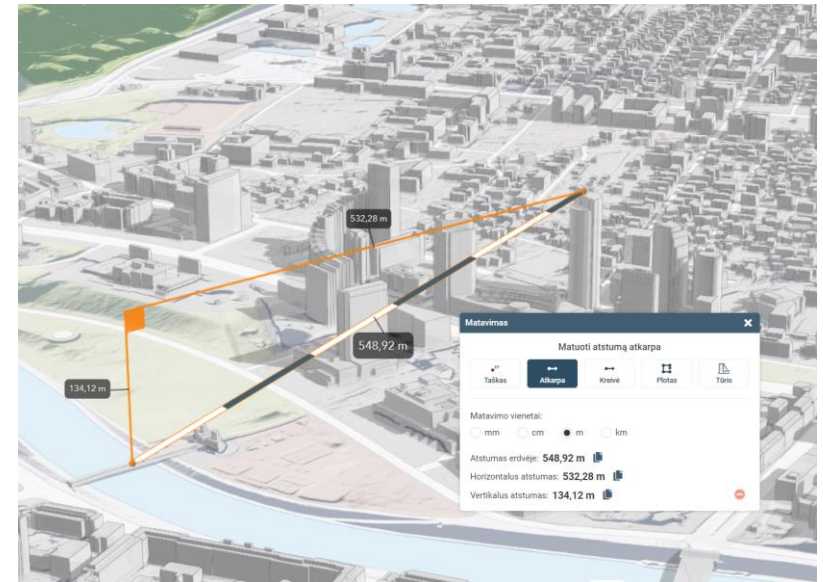 532,28 m
548,92 m
134,12 m
Matavimas
Matuoti atstumą atkarpa
Taškas Atkarpa Kreivė Plotas Tūris
Matavimo vienetai:
mm cm m km
Atstumas erdvėje: 548,92 m
Horizontalus atstumas: 532,28 m
Vertikalus atstumas: 134,12 m